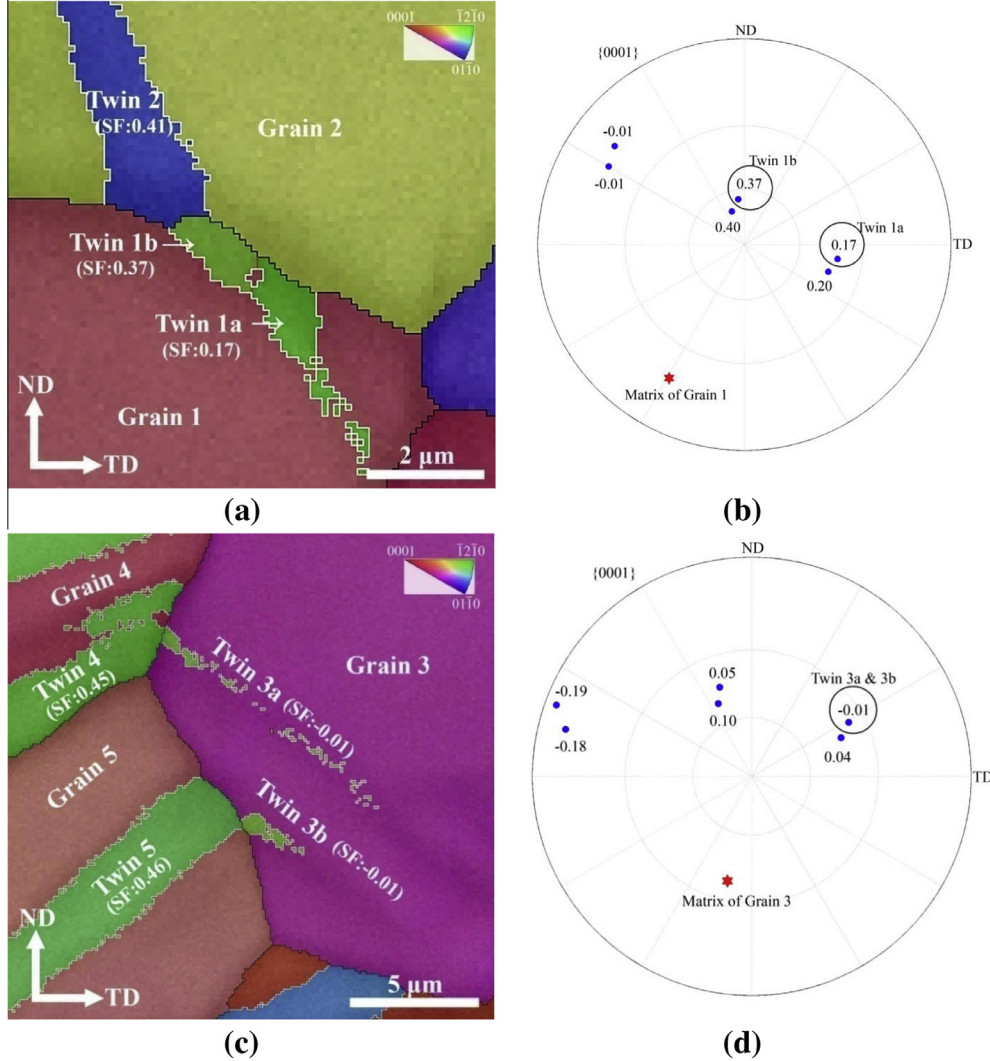 0001 1̄21̄0
011̄0
Twin 2
(SF:0.41)
Grain 2
Twin 1b
(SF:0.37)
Twin 1a
(SF:0.17)
ND
Grain 1
TD
2 μm
(a)
ND
{0001}
-0.01
-0.01
Twin 1b
0.37
0.40
Twin 1a
0.17
TD
0.20
Matrix of Grain 1
(b)
0001 1̄21̄0
011̄0
Grain 4
Twin 4
(SF:0.45)
Twin 3a (SF:-0.01)
Grain 3
Grain 5
Twin 3b (SF:-0.01)
Twin 5
(SF:0.46)
ND
TD
5 μm
(c)
ND
{0001}
-0.19
-0.18
0.05
0.10
Twin 3a & 3b
-0.01
0.04
TD
Matrix of Grain 3
(d)